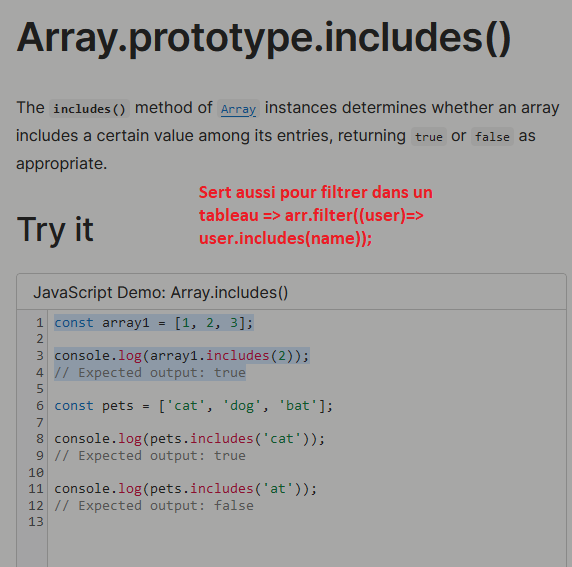 Array.prototype.includes()
The includes() method of Array instances determines whether an array
includes a certain value among its entries, returning true or false as
appropriate.
Sert aussi pour filtrer dans un
tableau => arr.filter((user)=>
user.includes(name));
Try it
JavaScript Demo: Array.includes()
1 const array1 = [1, 2, 3];
2
3 console.log(array1.includes(2));
4 // Expected output: true
5
6 const pets = ['cat', 'dog', 'bat'];
7
8 console.log(pets.includes('cat'));
9 // Expected output: true
10
11 console.log(pets.includes('at'));
12 // Expected output: false
13